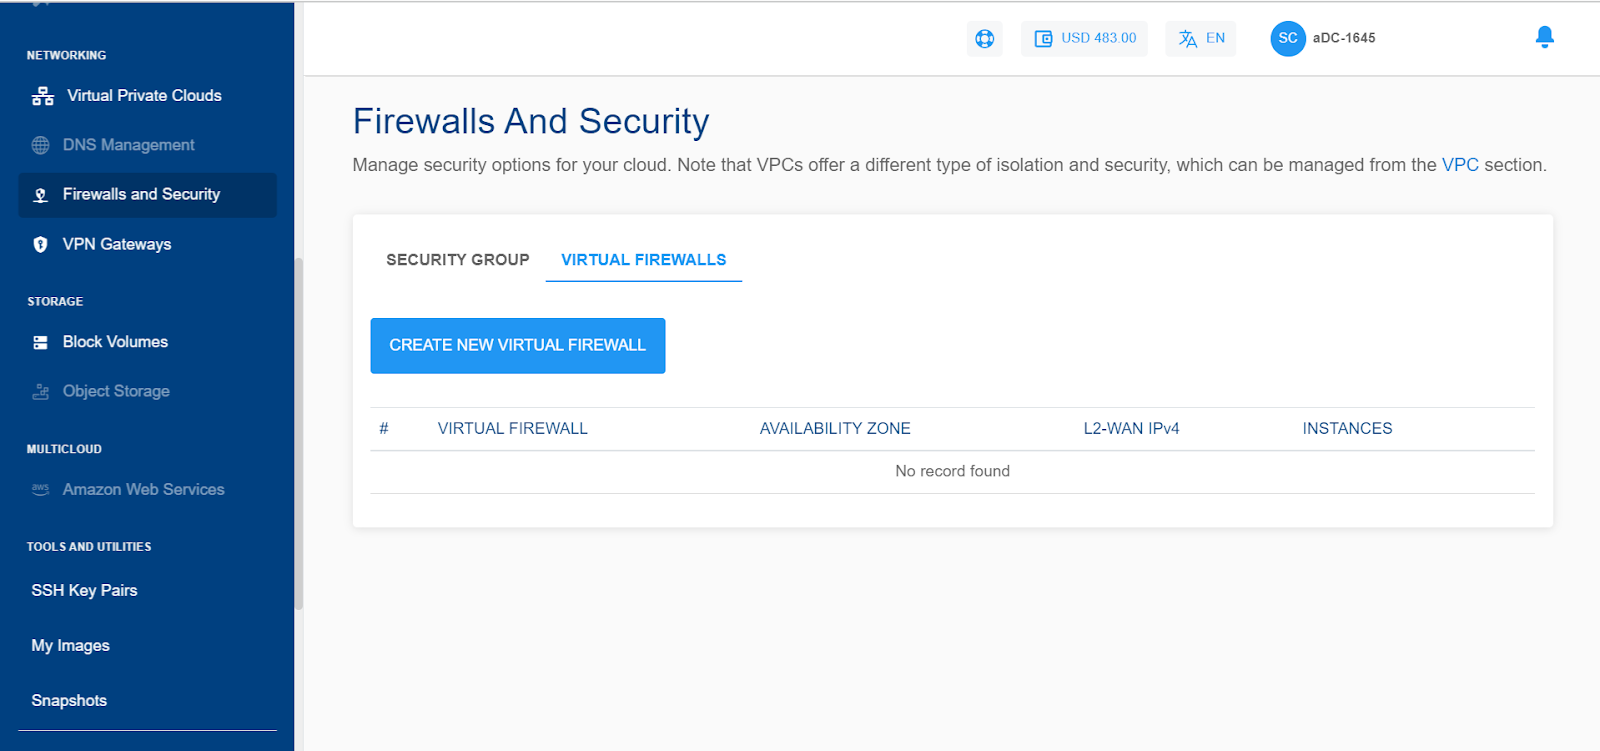 NETWORKING
Virtual Private Clouds
DNS Management
Firewalls and Security
VPN Gateways
STORAGE
Block Volumes
Object Storage
MULTICLOUD
aws Amazon Web Services
TOOLS AND UTILITIES
SSH Key Pairs
My Images
Snapshots
USD 483.00
EN
SC aDC-1645
Firewalls And Security
Manage security options for your cloud. Note that VPCs offer a different type of isolation and security, which can be managed from the VPC section.
SECURITY GROUP VIRTUAL FIREWALLS
CREATE NEW VIRTUAL FIREWALL
# VIRTUAL FIREWALL AVAILABILITY ZONE L2-WAN IPv4 INSTANCES
No record found